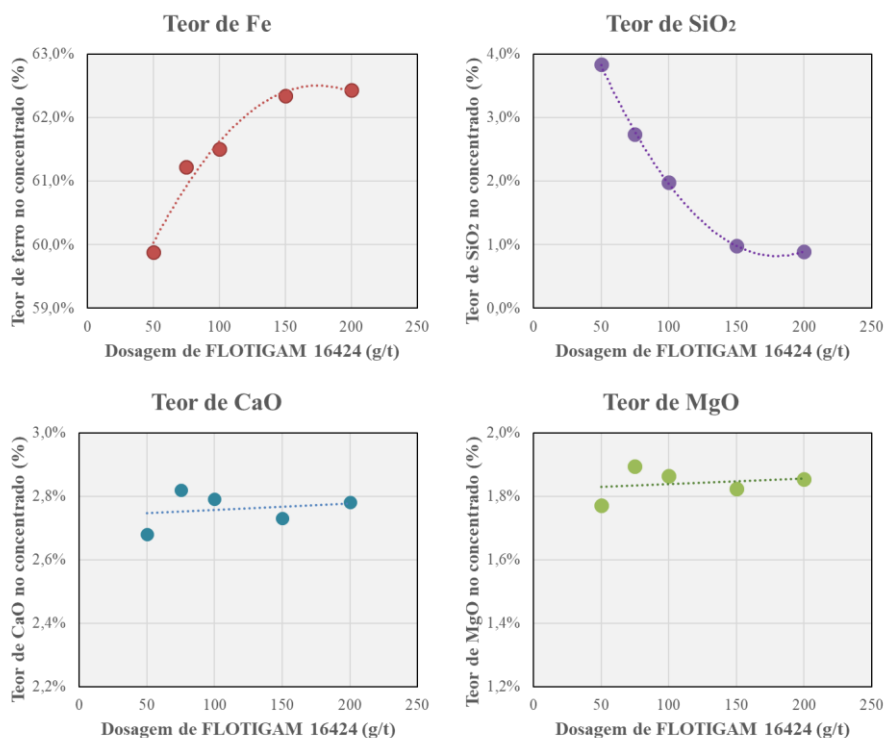 Teor de Fe
Teor de ferro no concentrado (%)
63,0%
62,0%
61,0%
60,0%
59,0%
0 50 100 150 200 250
Dosagem de FLOTIGAM 16424 (g/t)
Teor de SiO₂
Teor de SiO₂ no concentrado (%)
4,0%
3,0%
2,0%
1,0%
0,0%
0 50 100 150 200 250
Dosagem de FLOTIGAM 16424 (g/t)
Teor de CaO
Teor de CaO no concentrado (%)
3,0%
2,8%
2,6%
2,4%
2,2%
0 50 100 150 200 250
Dosagem de FLOTIGAM 16424 (g/t)
Teor de MgO
Teor de MgO no concentrado (%)
2,0%
1,8%
1,6%
1,4%
1,2%
0 50 100 150 200 250
Dosagem de FLOTIGAM 16424 (g/t)